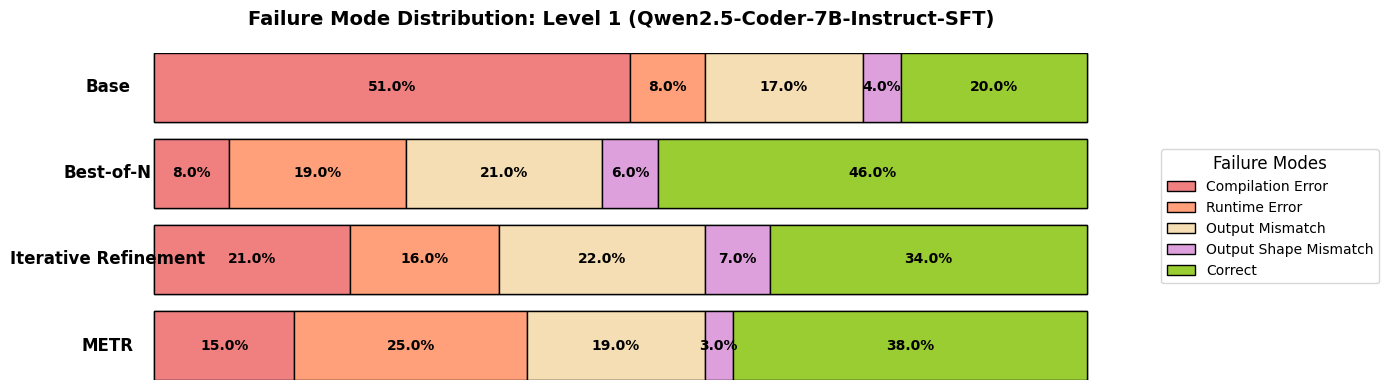 Failure Mode Distribution: Level 1 (Qwen2.5-Coder-7B-Instruct-SFT)
Base 51.0% 8.0% 17.0% 4.0% 20.0%
Best-of-N 8.0% 19.0% 21.0% 6.0% 46.0%
Iterative Refinement 21.0% 16.0% 22.0% 7.0% 34.0%
METR 15.0% 25.0% 19.0% 3.0% 38.0%
Failure Modes
Compilation Error
Runtime Error
Output Mismatch
Output Shape Mismatch
Correct